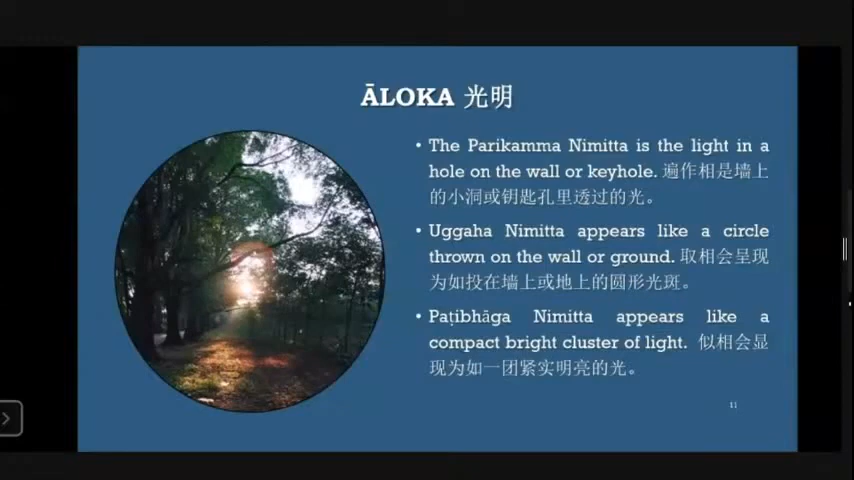 ĀLOKA 光明
• The Parikamma Nimitta is the light in a
hole on the wall or keyhole. 遍作相是墙上
的小洞或钥匙孔里透过的光。
• Uggaha Nimitta appears like a circle
thrown on the wall or ground. 取相会呈现
为如投在墙上或地上的圆形光斑。
• Paṭibhāga Nimitta appears like a
compact bright cluster of light. 似相会显
现为如一团紧实明亮的光。
11